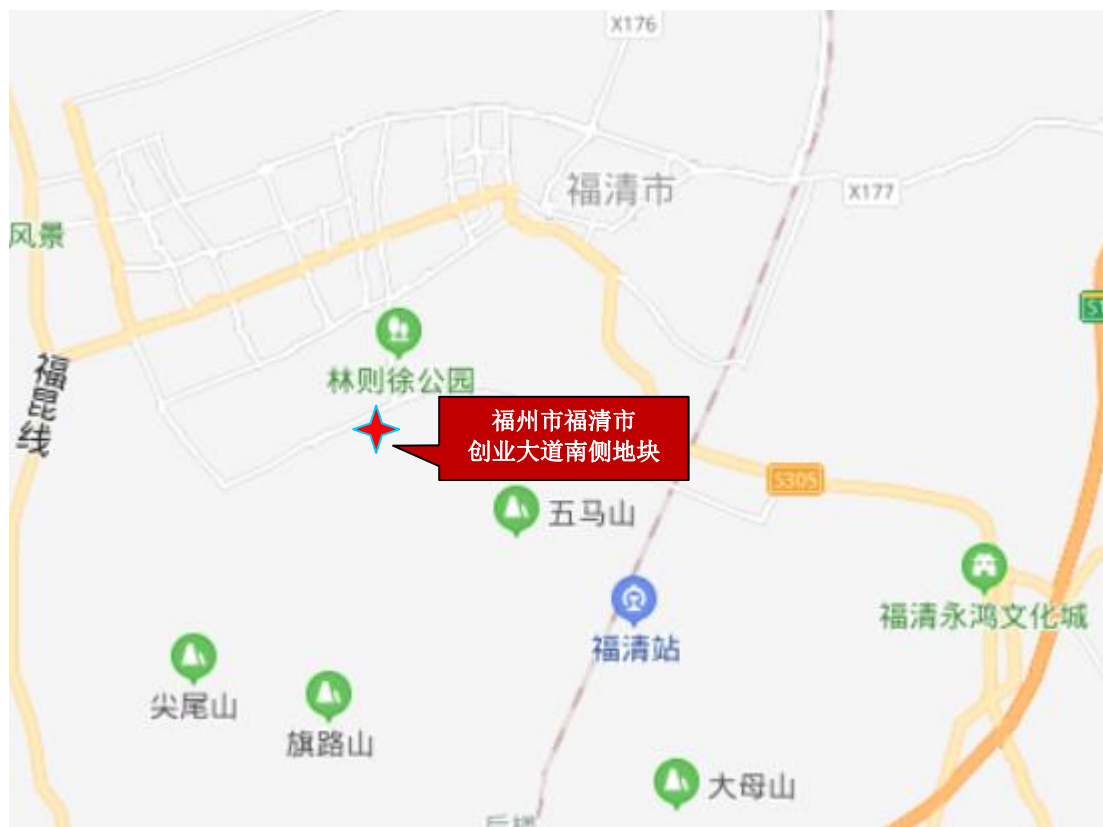 X176
福清市
X177
风景
林则徐公园
福昆线
福州市福清市
创业大道南侧地块
S305
五马山
福清永鸿文化城
福清站
尖尾山
旗路山
大母山